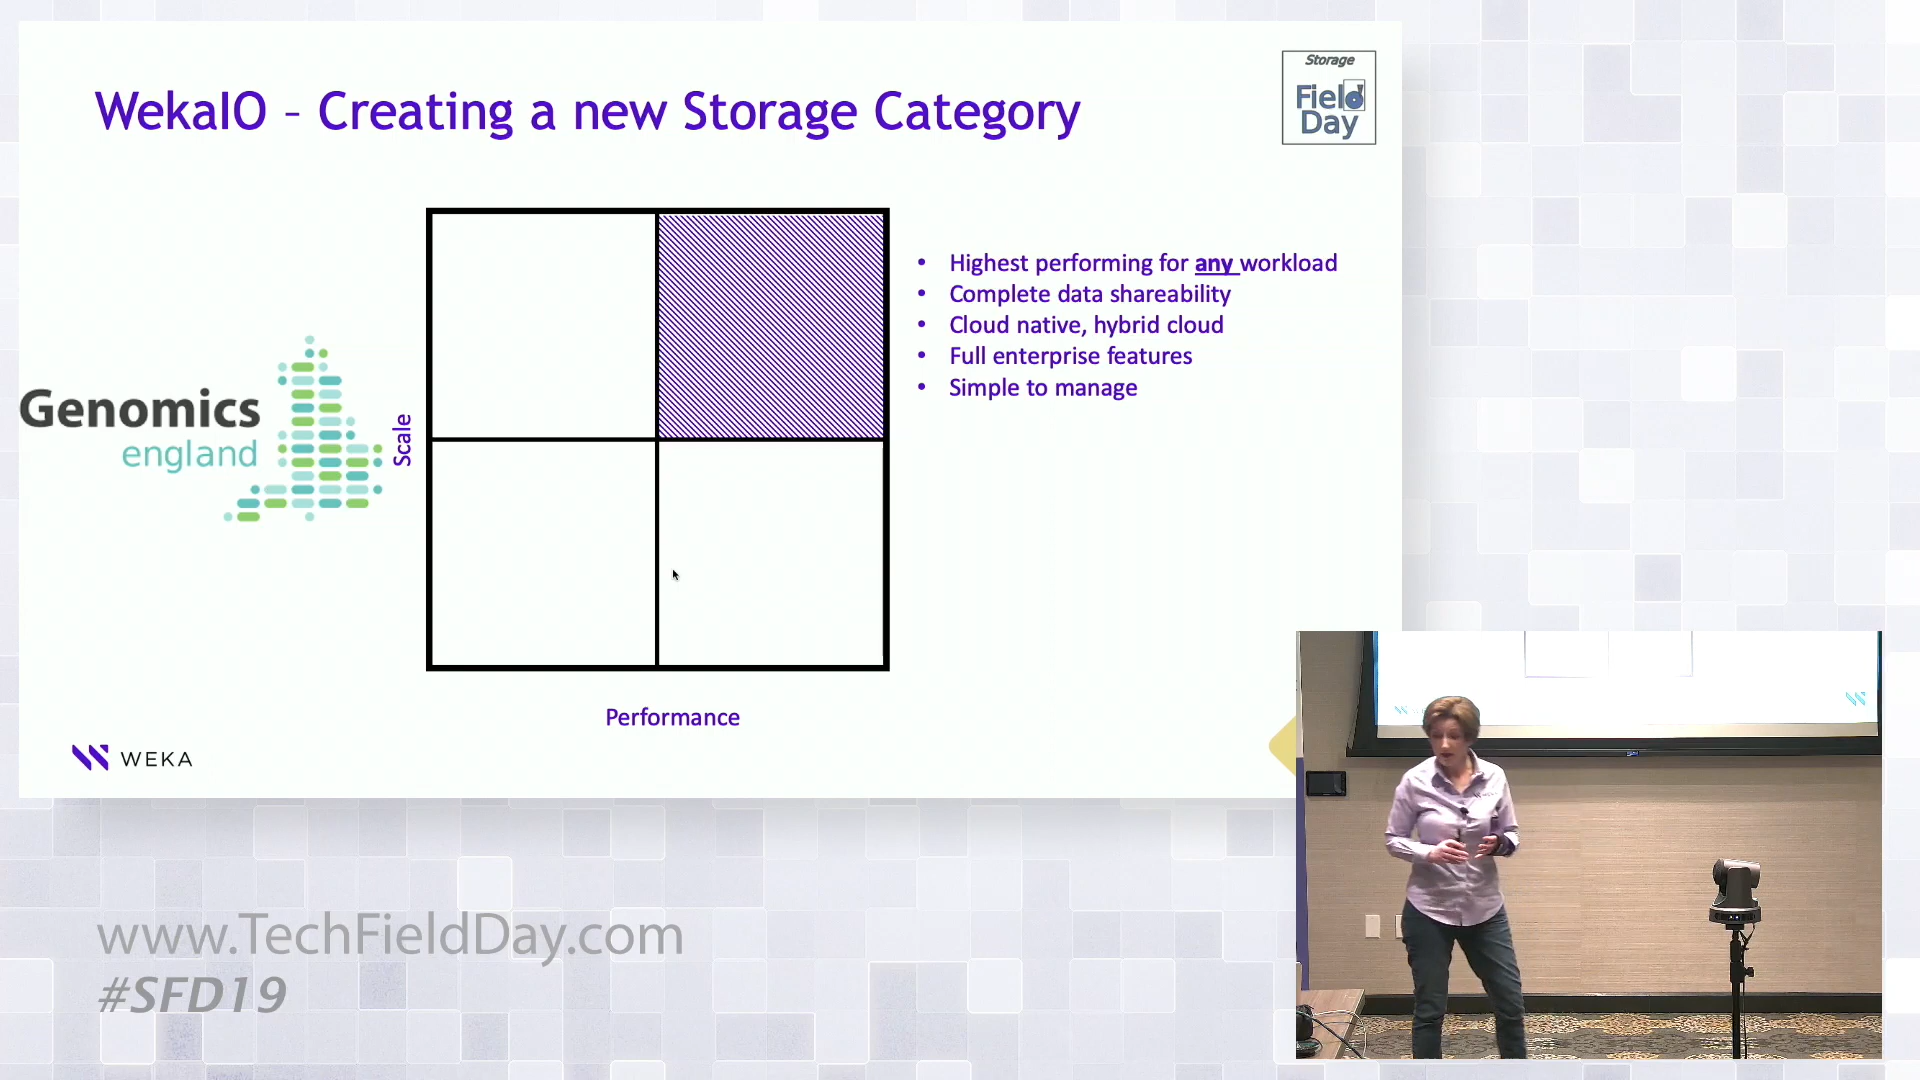 WekaIO – Creating a new Storage Category
Storage
Field
Day
Highest performing for any workload
Complete data shareability
Cloud native, hybrid cloud
Full enterprise features
Simple to manage
Genomics
england
Scale
Performance
WEKA
www.TechFieldDay.com
#SFD19